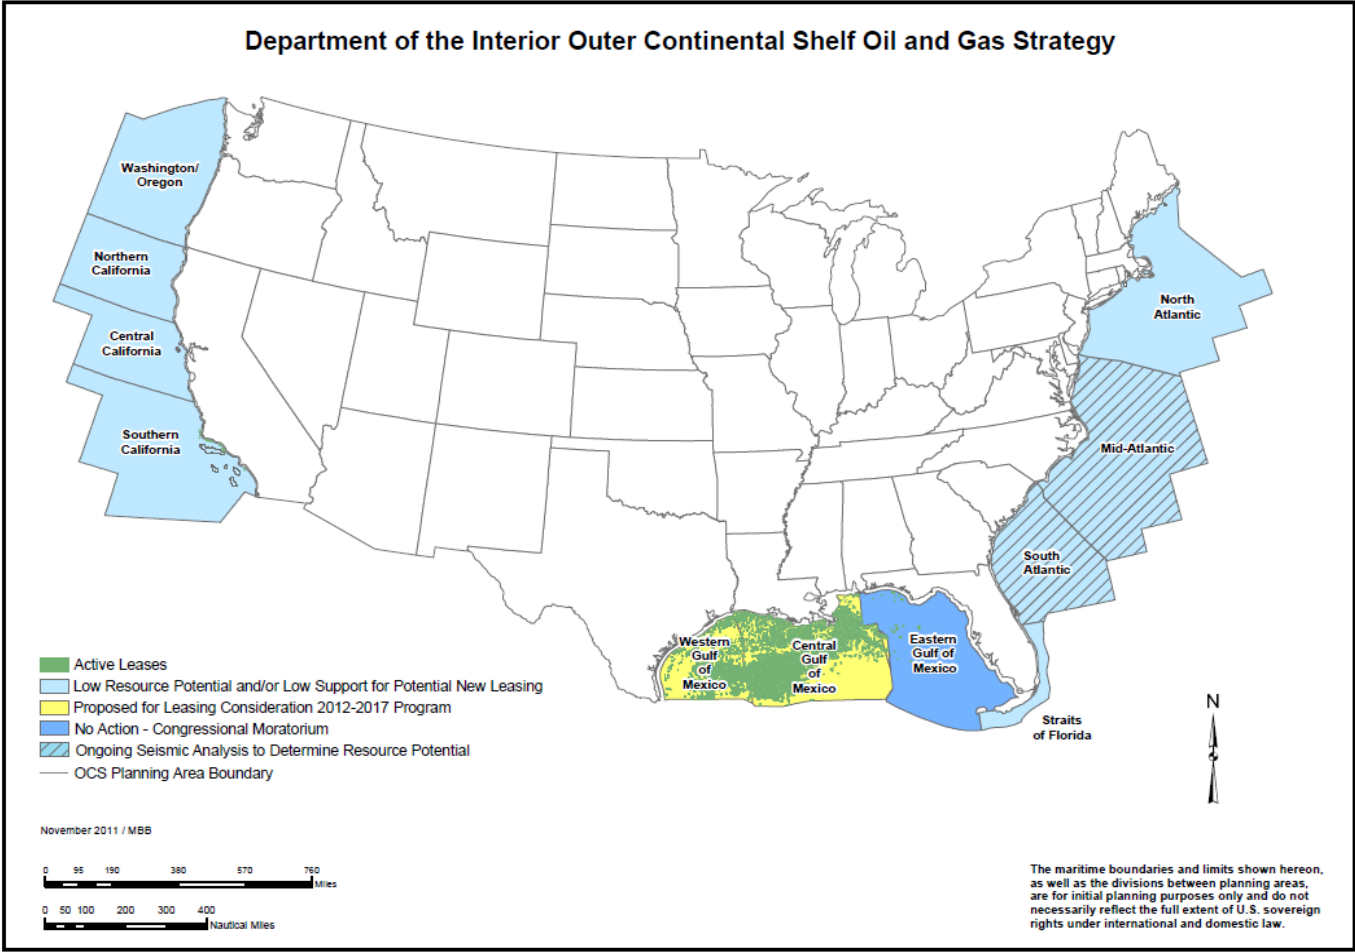 Department of the Interior Outer Continental Shelf Oil and Gas Strategy
Washington/
Oregon
Northern
California
Central
California
Southern
California
North
Atlantic
Mid-Atlantic
South
Atlantic
Western
Gulf
of
Mexico
Central
Gulf
of
Mexico
Eastern
Gulf of
Mexico
Straits
of Florida
Active Leases
Low Resource Potential and/or Low Support for Potential New Leasing
Proposed for Leasing Consideration 2012-2017 Program
No Action - Congressional Moratorium
Ongoing Seismic Analysis to Determine Resource Potential
OCS Planning Area Boundary
N
November 2011 / MBB
0 95 190 380 570 760
Miles
0 50 100 200 300 400
Nautical Miles
The maritime boundaries and limits shown hereon,
as well as the divisions between planning areas,
are for initial planning purposes only and do not
necessarily reflect the full extent of U.S. sovereign
rights under international and domestic law.